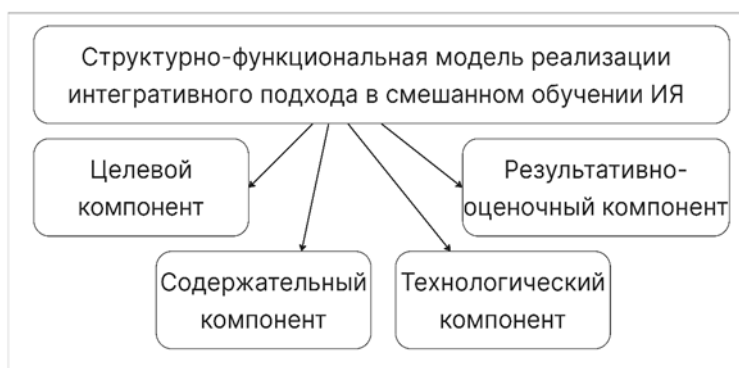 Структурно-функциональная модель реализации
интегративного подхода в смешанном обучении ИЯ
Целевой
компонент
Результативно-
оценочный компонент
Содержательный
компонент
Технологический
компонент